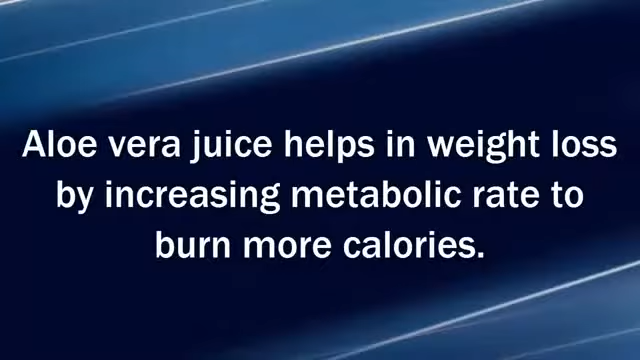 Aloe vera juice helps in weight loss
by increasing metabolic rate to
burn more calories.